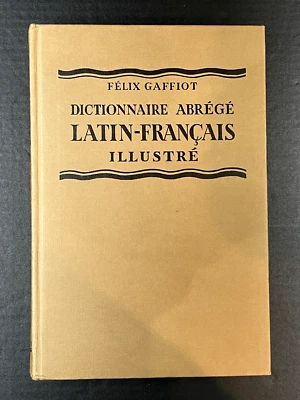 FÉLIX GAFFIOT
DICTIONNAIRE ABRÉGÉ
LATIN-FRANÇAIS
ILLUSTRÉ